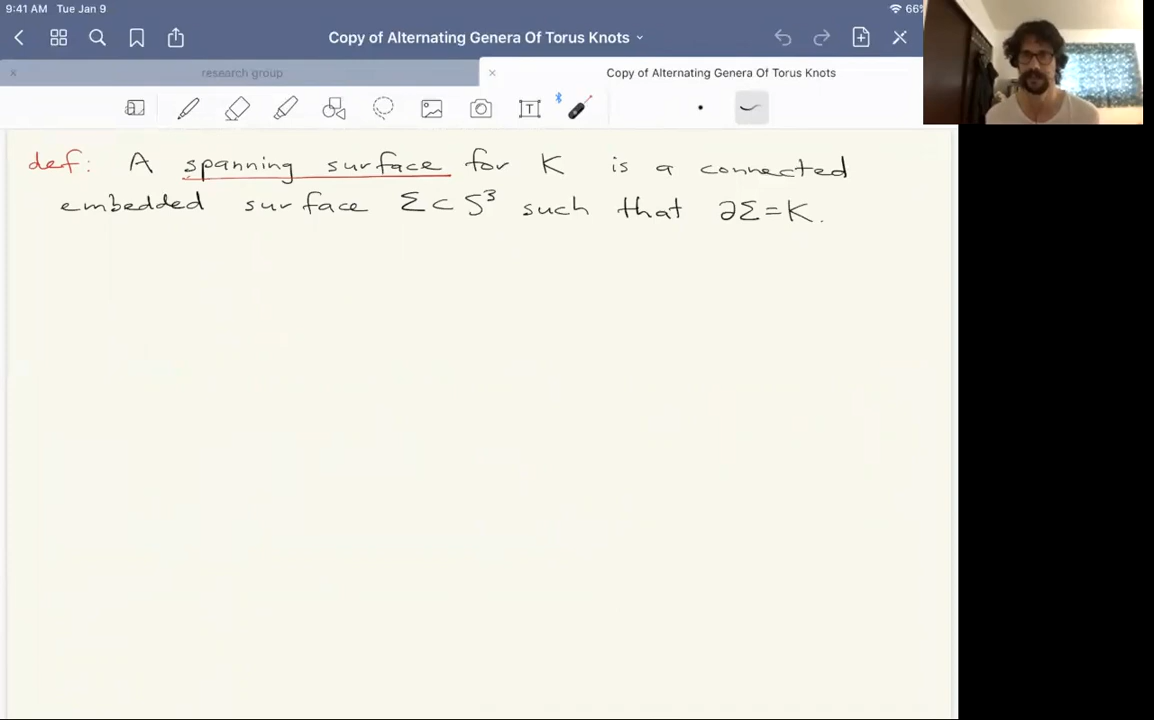 9:41 AM Tue Jan 9
66%
Copy of Alternating Genera Of Torus Knots
research group
Copy of Alternating Genera Of Torus Knots
def: A spanning surface for K is a connected
embedded surface Σ⊂S³ such that ∂Σ=K.